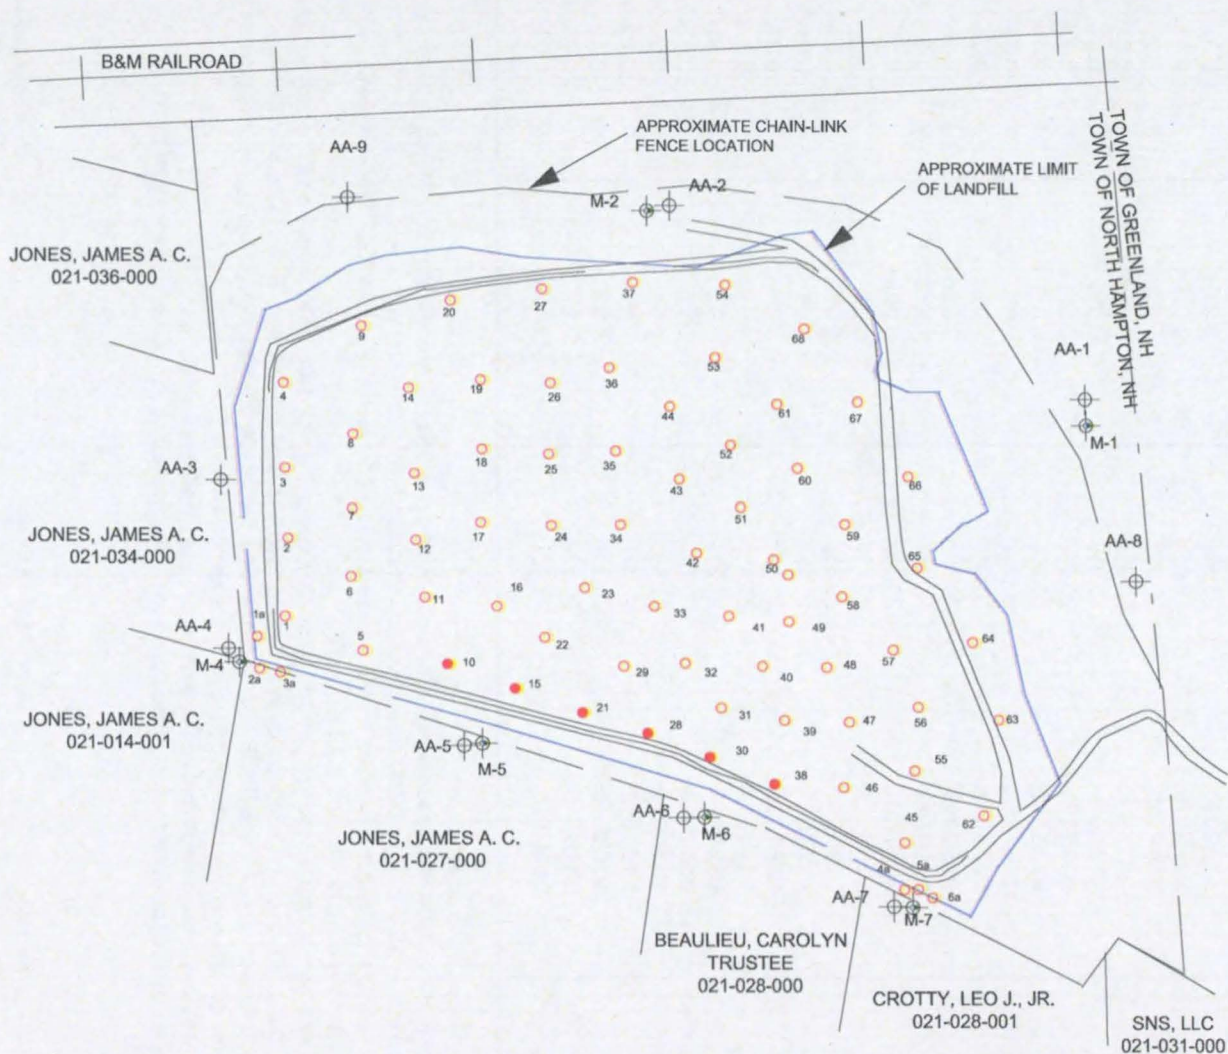 B&M RAILROAD
APPROXIMATE CHAIN-LINK
FENCE LOCATION
AA-9
TOWN OF GREENLAND, NH
TOWN OF NORTH HAMPTON, NH
APPROXIMATE LIMIT
OF LANDFILL
AA-2
M-2
JONES, JAMES A. C.
021-036-000
37
54
27
20
9
68
AA-1
36
53
19
26
4
14
44
61
67
M-1
8
18
52
25
35
AA-3
3
13
43
60
66
7
51
JONES, JAMES A. C.
021-034-000
2
12
17
24
34
59
AA-8
42
50
65
6
16
23
58
11
33
1a
1
41
49
AA-4
5
22
64
M-4
10
29
32
40
48
57
2a
3a
15
JONES, JAMES A. C.
021-014-001
21
31
39
47
56
63
28
AA-5
M-5
30
55
38
46
AA-6
M-6
45
62
JONES, JAMES A. C.
021-027-000
4a
5a
6a
AA-7
M-7
BEAULIEU, CAROLYN
TRUSTEE
021-028-000
CROTTY, LEO J., JR.
021-028-001
SNS, LLC
021-031-000